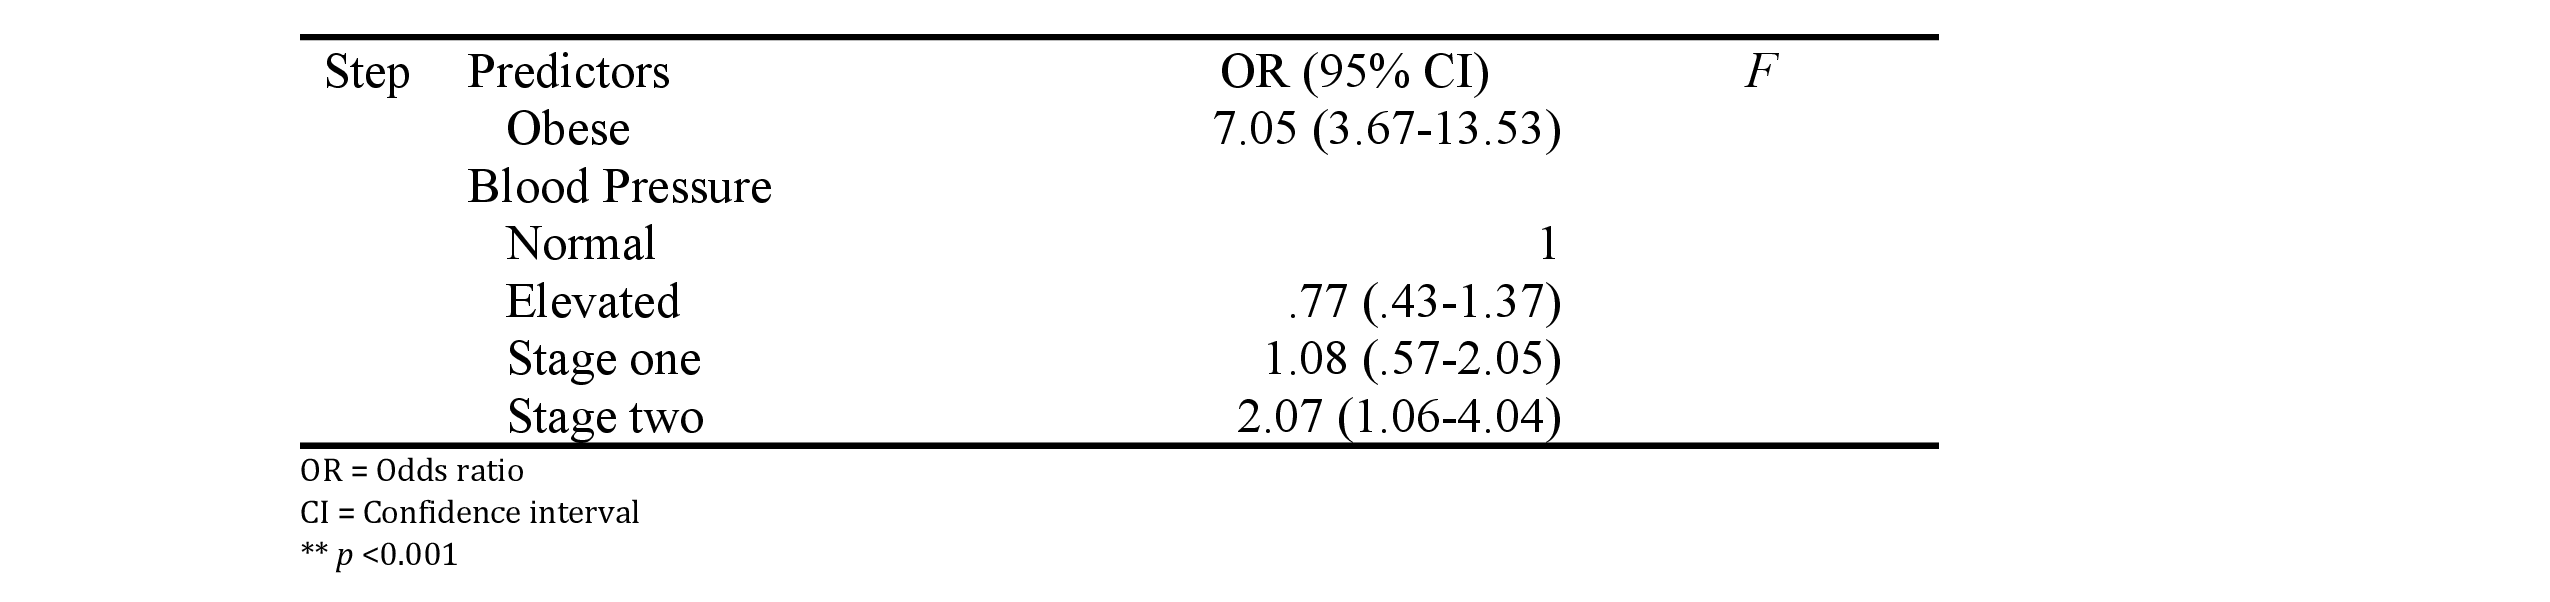 Step Predictors OR (95% CI) F
Obese 7.05 (3.67-13.53)
Blood Pressure
Normal 1
Elevated .77 (.43-1.37)
Stage one 1.08 (.57-2.05)
Stage two 2.07 (1.06-4.04)
OR = Odds ratio
CI = Confidence interval
** p <0.001